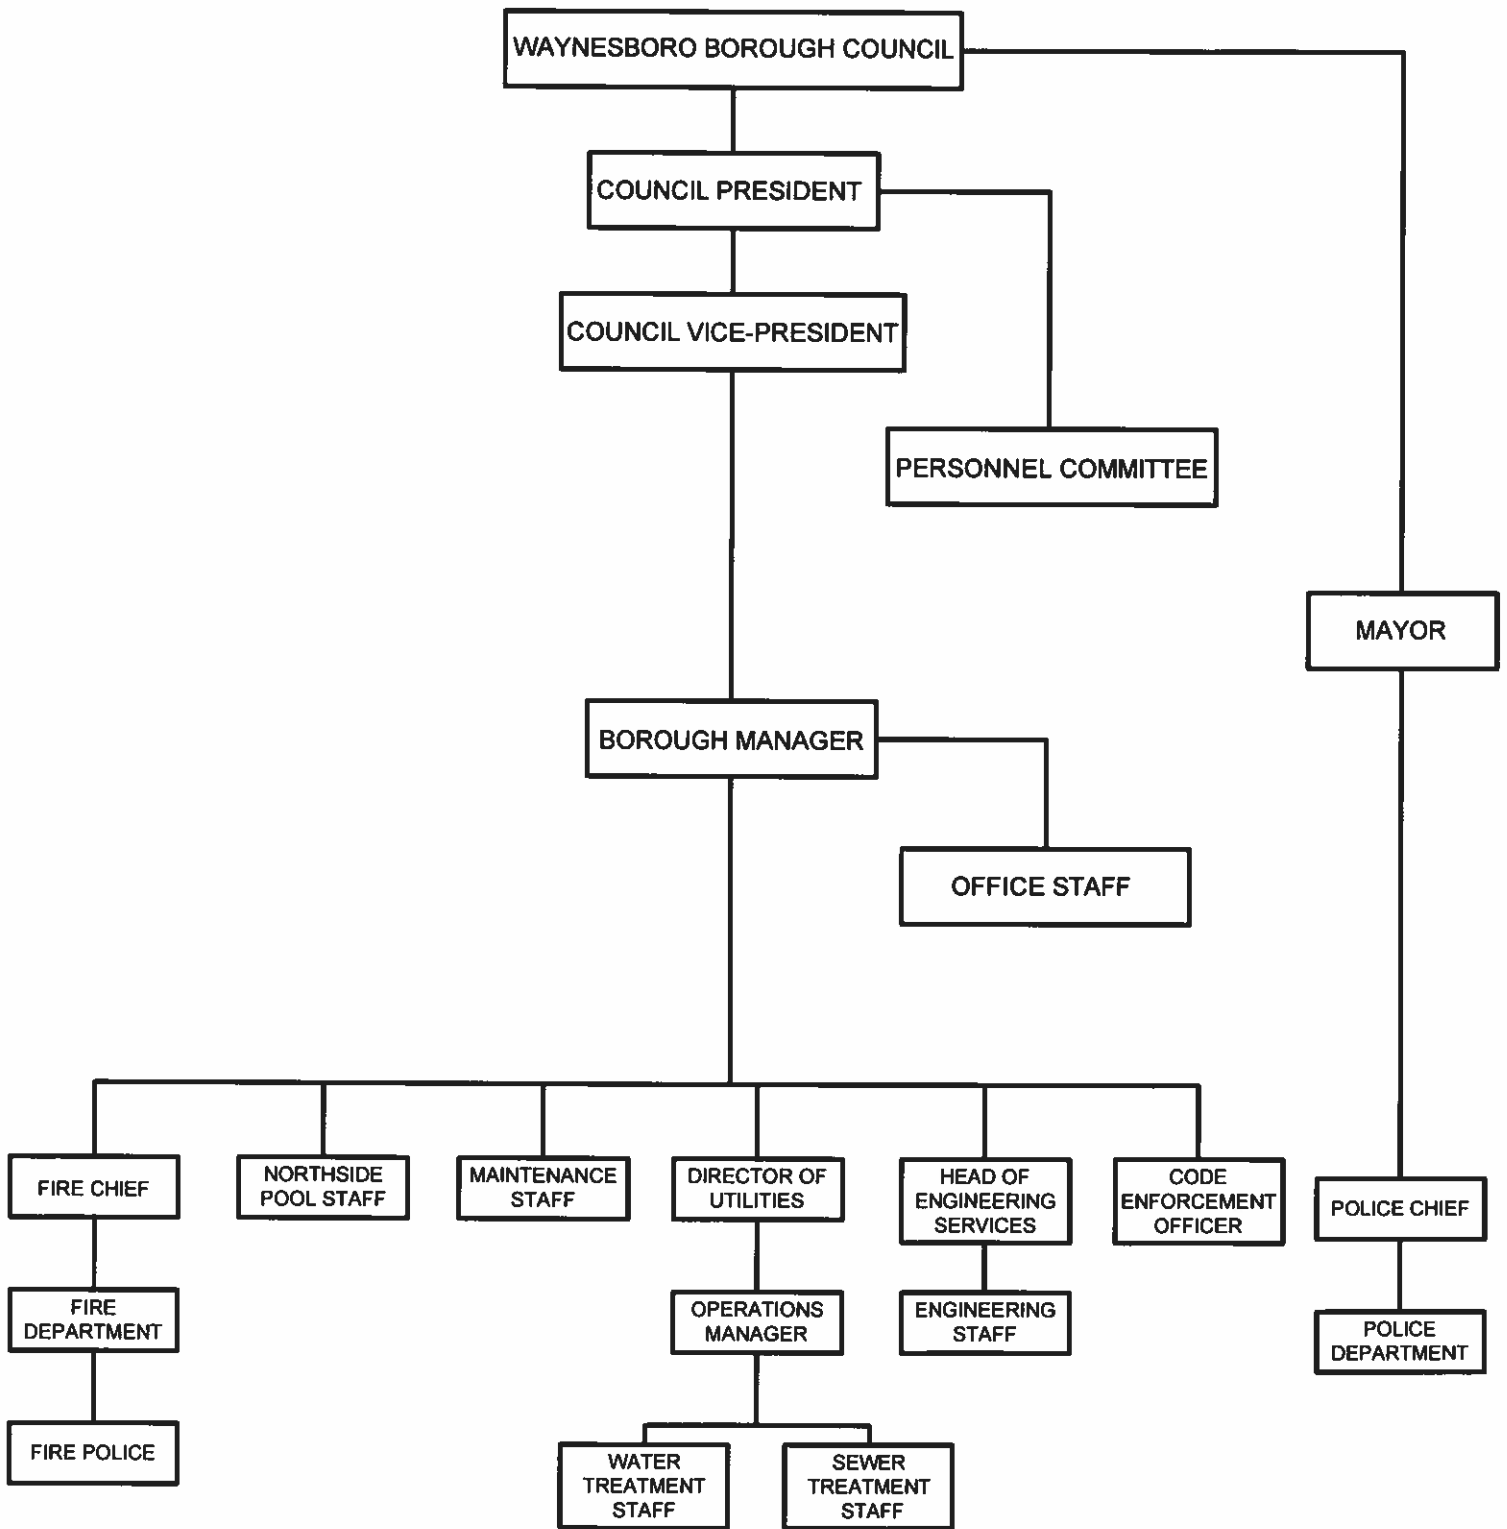 WAYNESBORO BOROUGH COUNCIL
COUNCIL PRESIDENT
COUNCIL VICE-PRESIDENT
PERSONNEL COMMITTEE
MAYOR
BOROUGH MANAGER
OFFICE STAFF
FIRE CHIEF
NORTHSIDE
POOL STAFF
MAINTENANCE
STAFF
DIRECTOR OF
UTILITIES
HEAD OF
ENGINEERING
SERVICES
CODE
ENFORCEMENT
OFFICER
POLICE CHIEF
FIRE
DEPARTMENT
OPERATIONS
MANAGER
ENGINEERING
STAFF
POLICE
DEPARTMENT
FIRE POLICE
WATER
TREATMENT
STAFF
SEWER
TREATMENT
STAFF